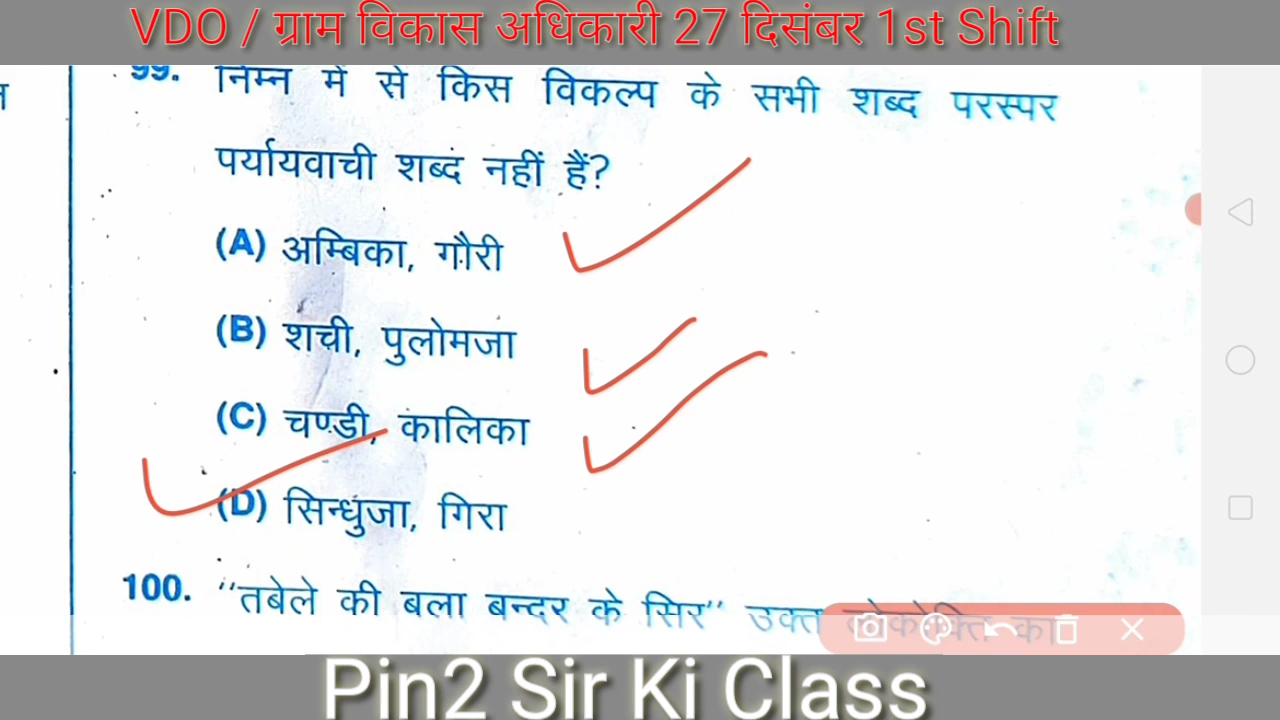 VDO / ग्राम विकास अधिकारी 27 दिसंबर 1st Shift
99. निम्न में से किस विकल्प के सभी शब्द परस्पर
पर्यायवाची शब्द नहीं हैं?
(A) अम्बिका, गौरी
(B) शची, पुलोमजा
(C) चण्डी, कालिका
(D) सिन्धुजा, गिरा
100. "तबेले की बला बन्दर के सिर" उक्त लोकोक्ति का
Pin2 Sir Ki Class